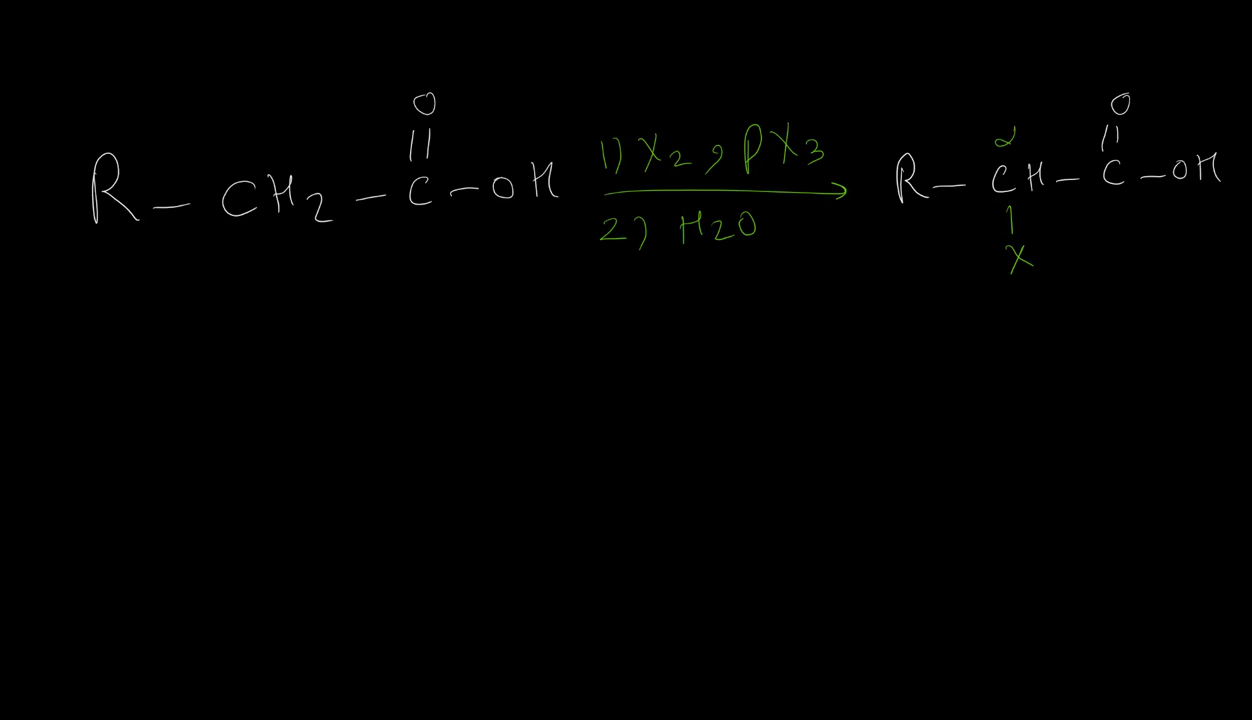 O O
|| α ||
R - CH2 - C - OH 1) X2, PX3 R - CH - C - OH
2) H2O |
X